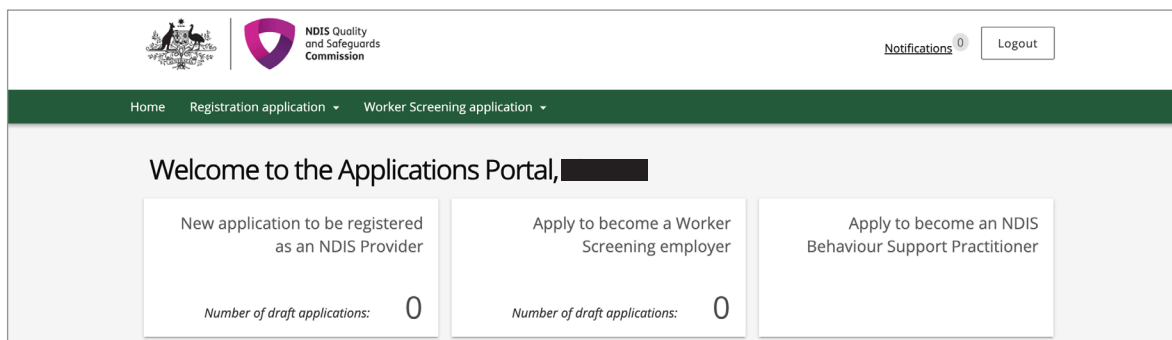 NDIS Quality
and Safeguards
Commission
Notifications 0
Logout
Home Registration application Worker Screening application
Welcome to the Applications Portal,
New application to be registered
as an NDIS Provider
Number of draft applications: 0
Apply to become a Worker
Screening employer
Number of draft applications: 0
Apply to become an NDIS
Behaviour Support Practitioner